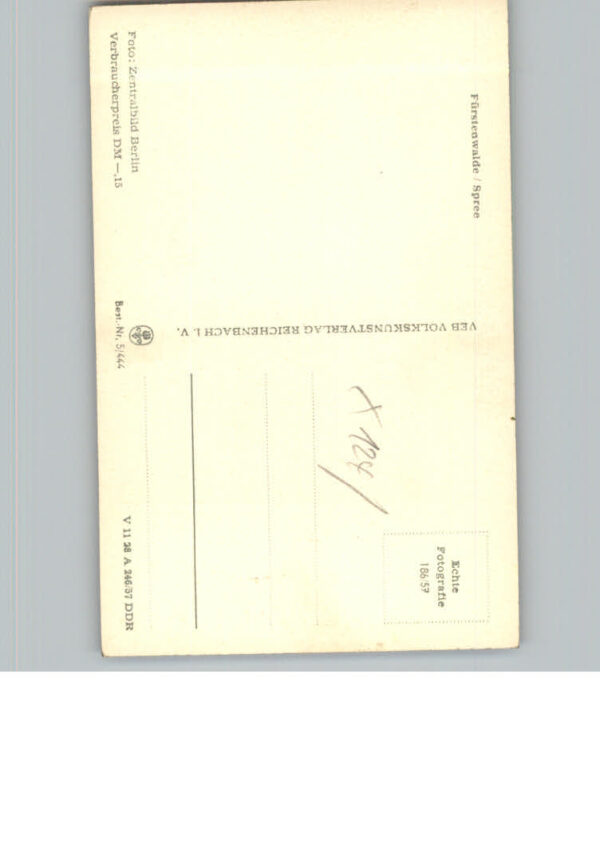 Fürstenwalde / Spree
Foto: Zentralbild Berlin
Verbraucherpreis DM —.15
VEB VOLKSKUNSTVERLAG REICHENBACH I. V.
Best.-Nr. 5/444
Echte
Fotografie
186 57
X 124/
V 11 28 A 246/57 DDR